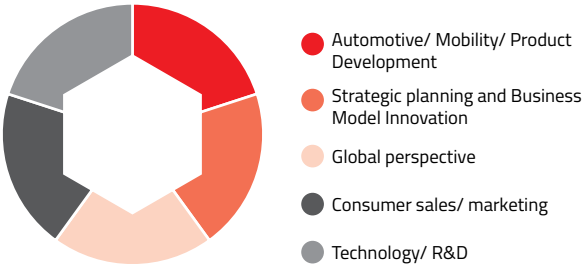 Automotive/ Mobility/ Product
Development
Strategic planning and Business
Model Innovation
Global perspective
Consumer sales/ marketing
Technology/ R&D